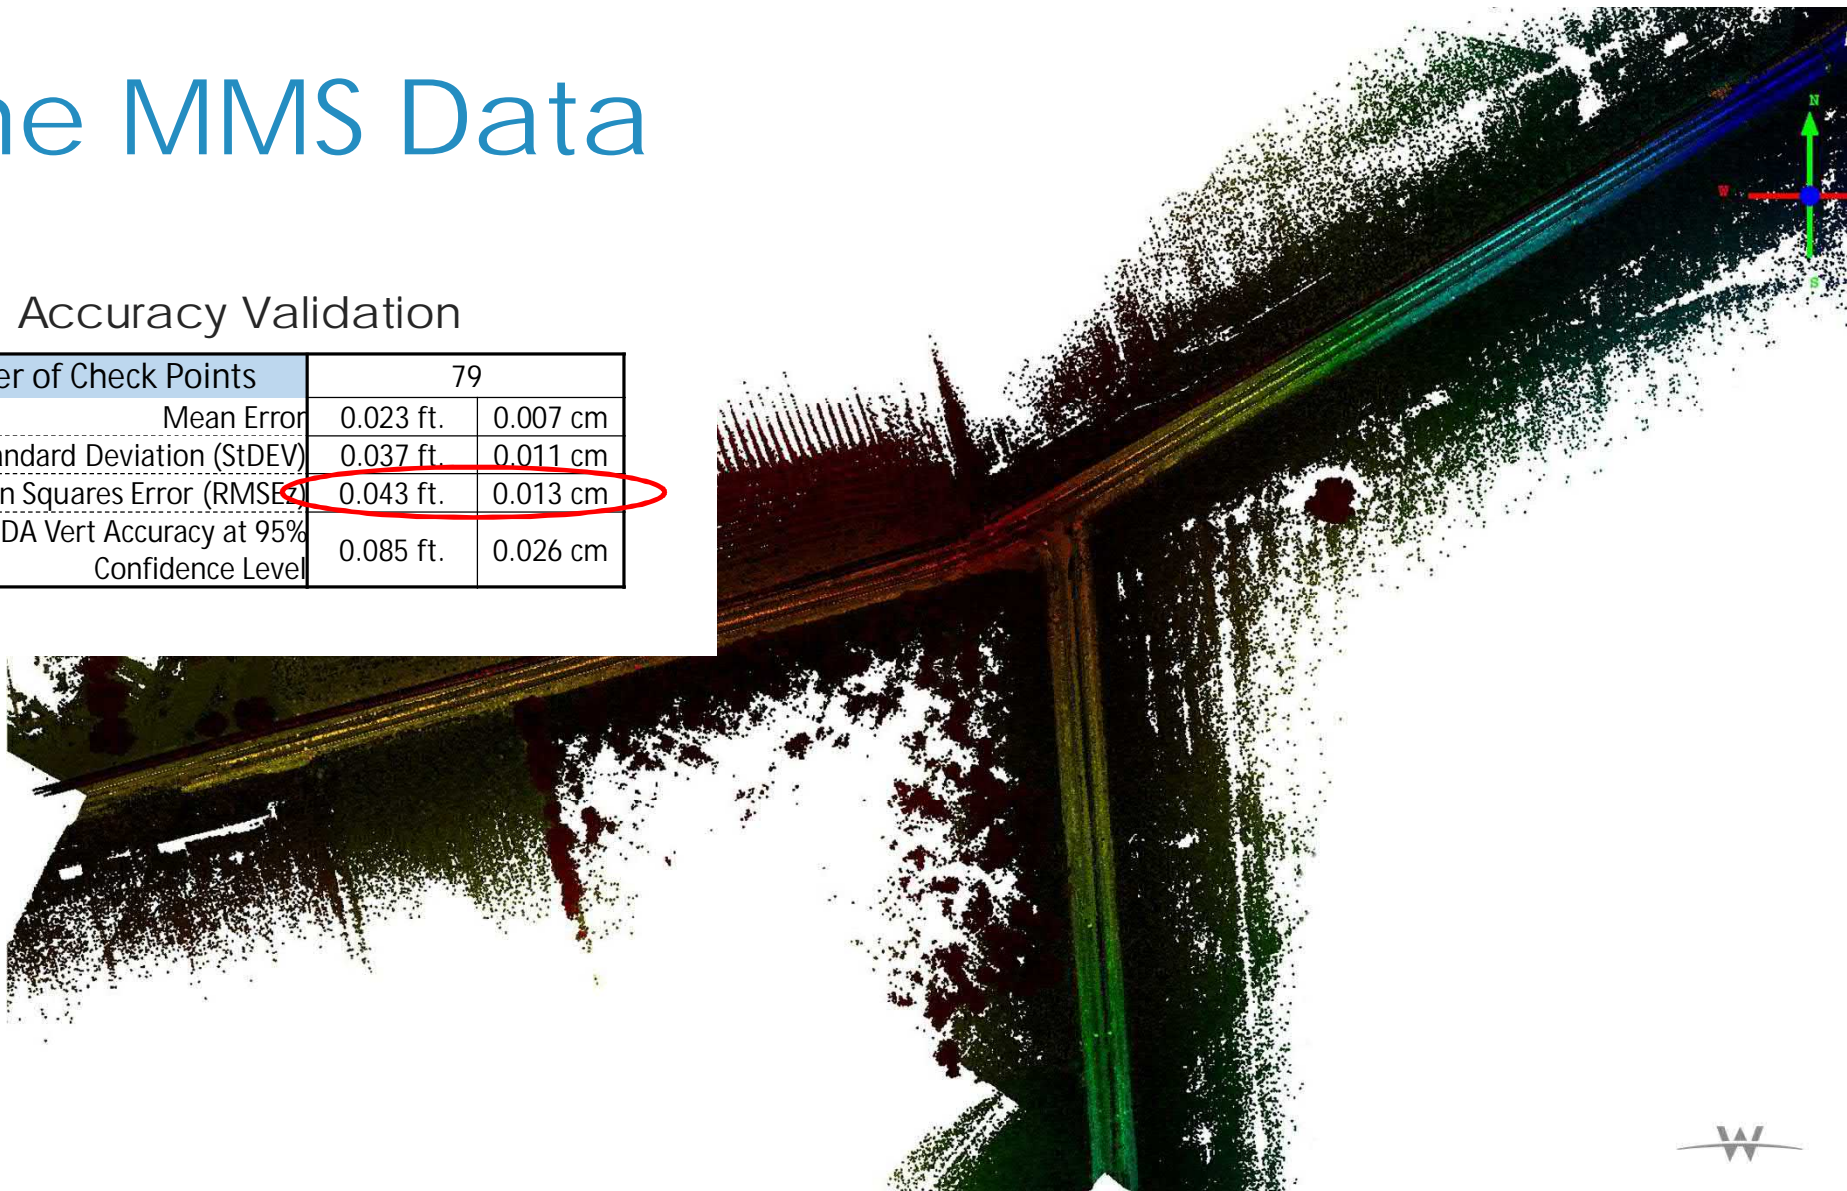 ne MMS Data
Accuracy Validation
er of Check Points 79
Mean Error 0.023 ft. 0.007 cm
ndard Deviation (StDEV) 0.037 ft. 0.011 cm
n Squares Error (RMSEz) 0.043 ft. 0.013 cm
DA Vert Accuracy at 95%
Confidence Level 0.085 ft. 0.026 cm
N
W
S